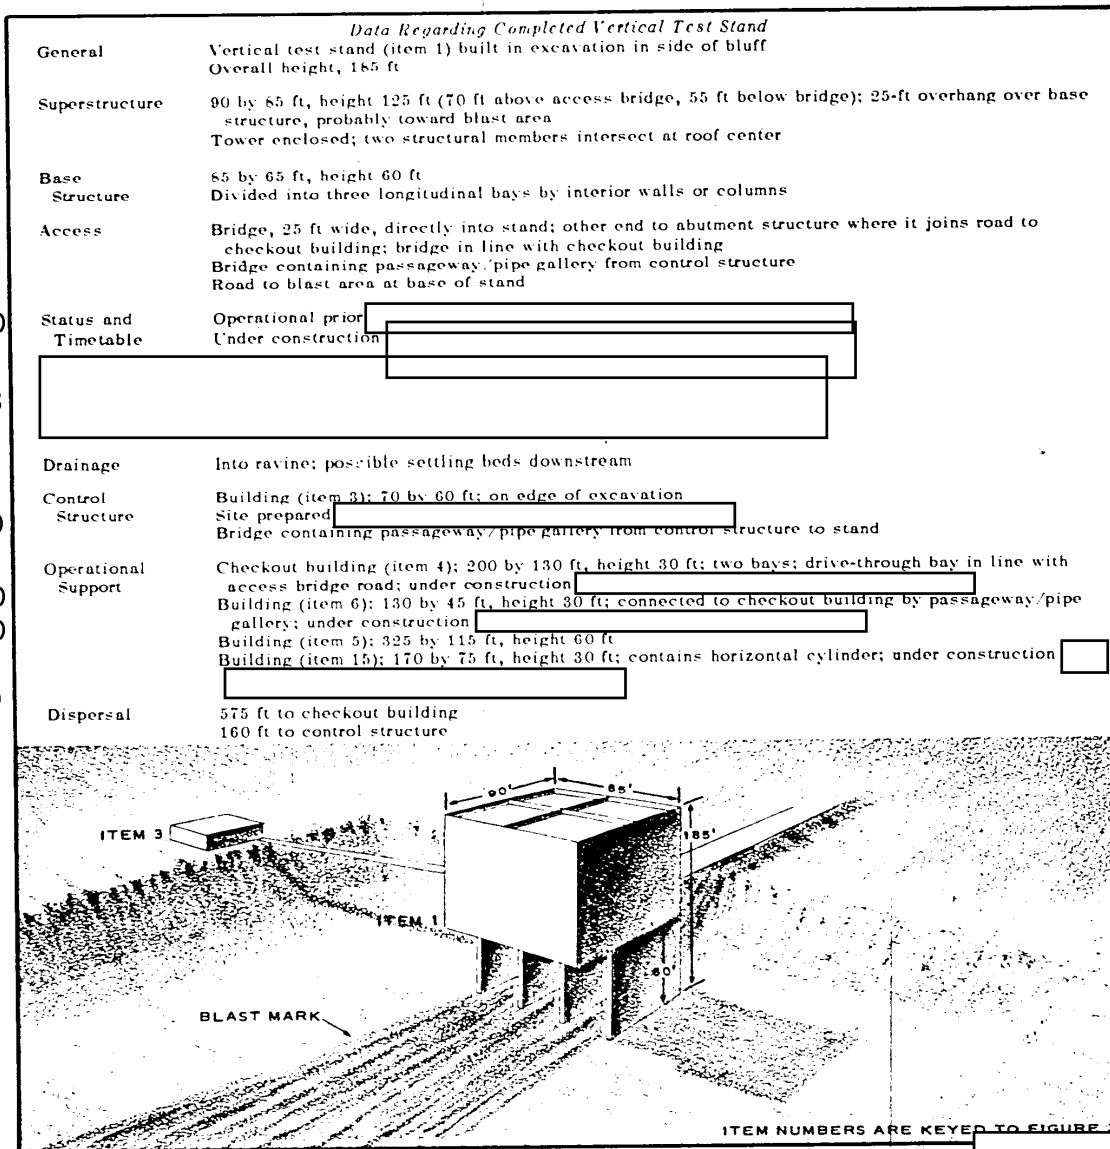 Data Regarding Completed Vertical Test Stand
General Vertical test stand (item 1) built in excavation in side of bluff
Overall height, 185 ft
Superstructure 90 by 85 ft, height 125 ft (70 ft above access bridge, 55 ft below bridge); 25-ft overhang over base
structure, probably toward blast area
Tower enclosed; two structural members intersect at roof center
Base 85 by 65 ft, height 60 ft
Structure Divided into three longitudinal bays by interior walls or columns
Access Bridge, 25 ft wide, directly into stand; other end to abutment structure where it joins road to
checkout building; bridge in line with checkout building
Bridge containing passageway/pipe gallery from control structure
Road to blast area at base of stand
Status and Operational prior
Timetable Under construction
Drainage Into ravine; possible settling beds downstream
Control Building (item 3); 70 by 60 ft; on edge of excavation
Structure Site prepared
Bridge containing passageway/pipe gallery from control structure to stand
Operational Checkout building (item 4); 200 by 130 ft, height 30 ft; two bays; drive-through bay in line with
Support access bridge road; under construction
Building (item 6); 130 by 45 ft, height 30 ft; connected to checkout building by passageway/pipe
gallery; under construction
Building (item 5); 325 by 115 ft, height 60 ft
Building (item 15); 170 by 75 ft, height 30 ft; contains horizontal cylinder; under construction
Dispersal 575 ft to checkout building
160 ft to control structure
90' 85'
ITEM 3 185'
ITEM 1
60'
BLAST MARK
ITEM NUMBERS ARE KEYED TO FIGURE